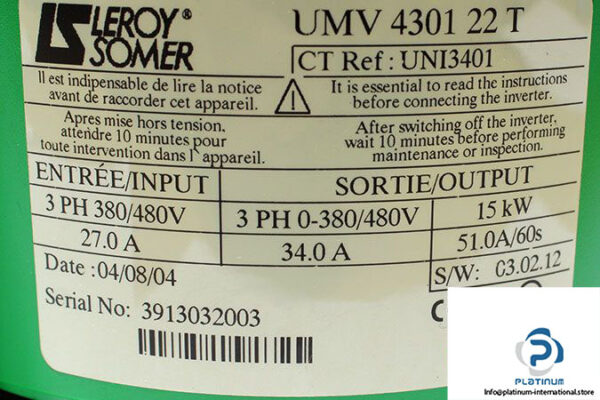 LEROY®
SOMER
UMV 4301 22 T
CT Ref : UNI3401
Il est indispensable de lire la notice
avant de raccorder cet appareil.
It is essential to read the instructions
before connecting the inverter.
Apres mise hors tension,
attendre 10 minutes pour
toute intervention dans l`appareil.
After switching off the inverter,
wait 10 minutes before performing
maintenance or inspection.
ENTRÉE/INPUT
SORTIE/OUTPUT
3 PH 380/480V
3 PH 0-380/480V
15 kW
27.0 A
34.0 A
51.0A/60s
Date :04/08/04
S/W: 03.02.12
Serial No: 3913032003
PLATINUM
Info@platinum-international.store